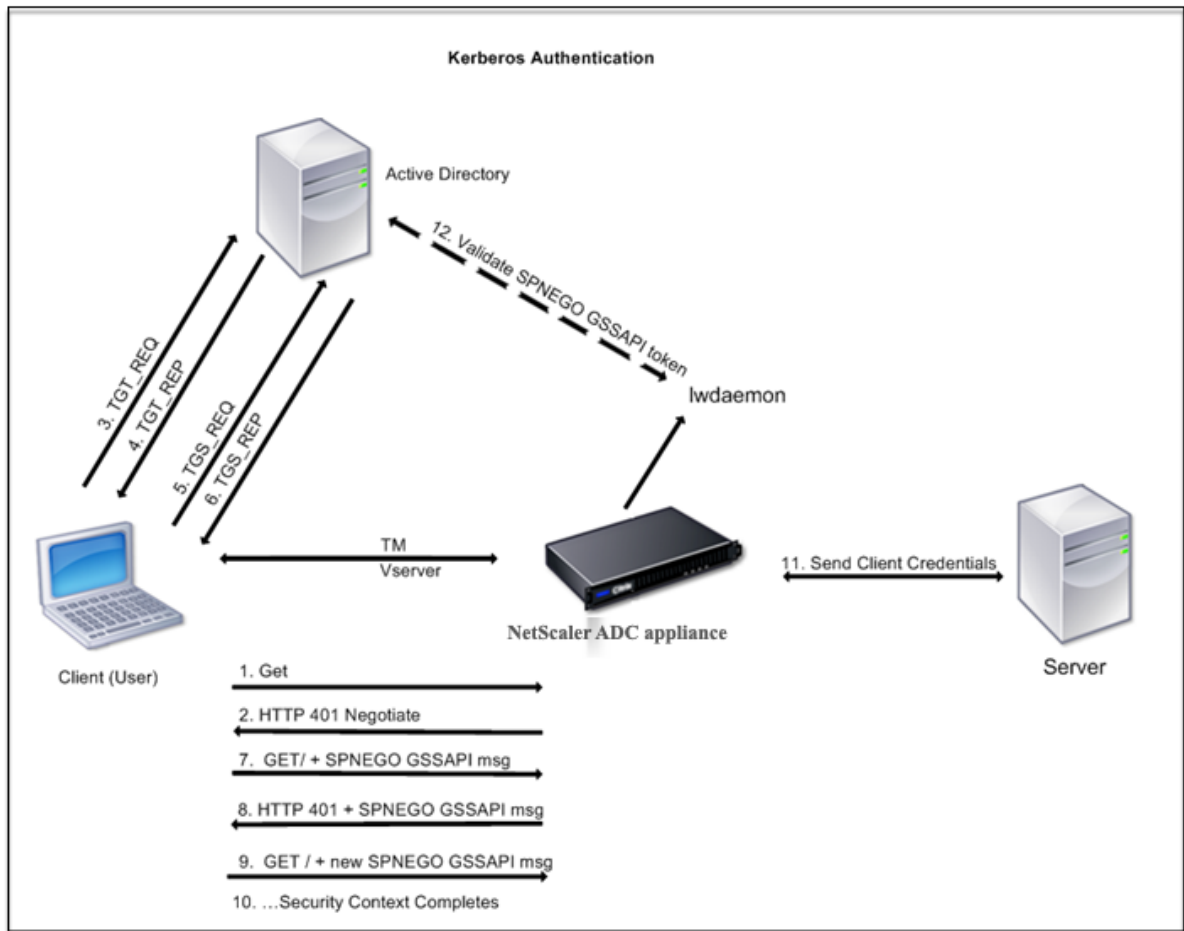 Kerberos Authentication
Active Directory
12. Validate SPNEGO GSSAPI token
lwdaemon
3. TGT_REQ
4. TGT_REP
5. TGS_REQ
6. TGS_REP
TM
Vserver
11. Send Client Credentials
Citrix
NetScaler ADC appliance
Client (User)
Server
1. Get
2. HTTP 401 Negotiate
7. GET/ + SPNEGO GSSAPI msg
8. HTTP 401 + SPNEGO GSSAPI msg
9. GET / + new SPNEGO GSSAPI msg
10. ...Security Context Completes